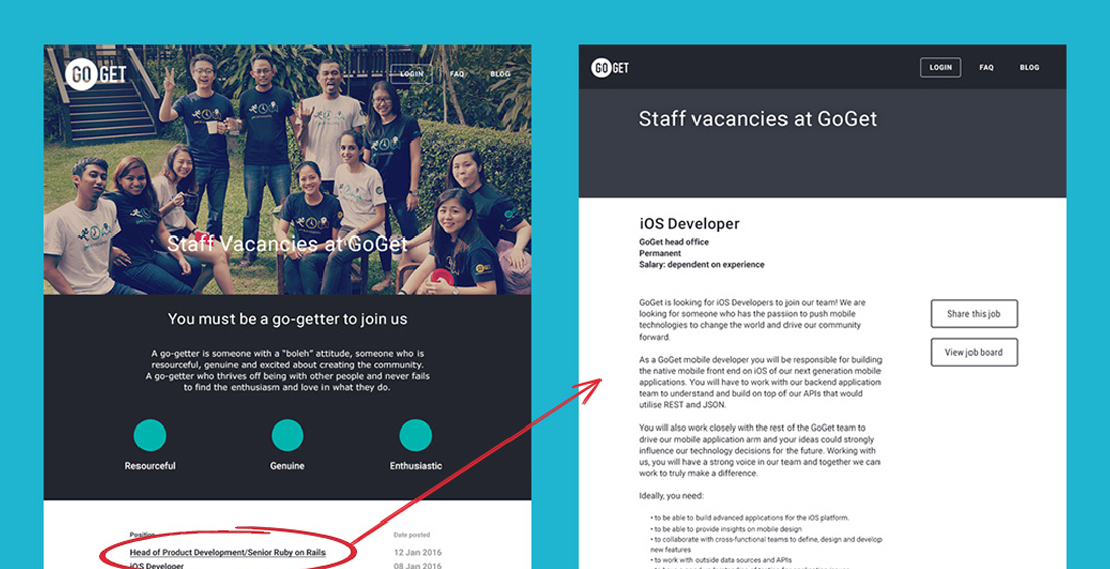 GO GET
LOGIIN
FAQ
BLOG
Staff Vacancies at GoGet
You must be a go-getter to join us
A go-getter is someone with a "boleh" attitude, someone who is
resourceful, genuine and excited about creating the community.
A go-getter who thrives off being with other people and never fails
to find the enthusiasm and love in what they do.
Resourceful
Genuine
Enthusiastic
Position
Date posted
Head of Product Development/Senior Ruby on Rails
12 Jan 2016
iOS Developer
08 Jan 2016
GO GET
LOGIN
FAQ
BLOG
Staff vacancies at GoGet
iOS Developer
GoGet head office
Permanent
Salary: dependent on experience
GoGet is looking for iOS Developers to join our team! We are
looking for someone who has the passion to push mobile
technologies to change the world and drive our community
forward.
As a GoGet mobile developer you will be responsible for building
the native mobile front end on iOS of our next generation mobile
applications. You will have to work with our backend application
team to understand and build on top of our APIs that would
utilise REST and JSON.
You will also work closely with the rest of the GoGet team to
drive our mobile application arm and your ideas could strongly
influence our technology decisions for the future. Working with
us, you will have a strong voice in our team and together we can
work to truly make a difference.
Ideally, you need:
• to be able to build advanced applications for the iOS platform.
• to be able to provide insights on mobile design
• to collaborate with cross-functional teams to define, design and develop
new features
• to work with outside data sources and APIs
Share this job
View job board